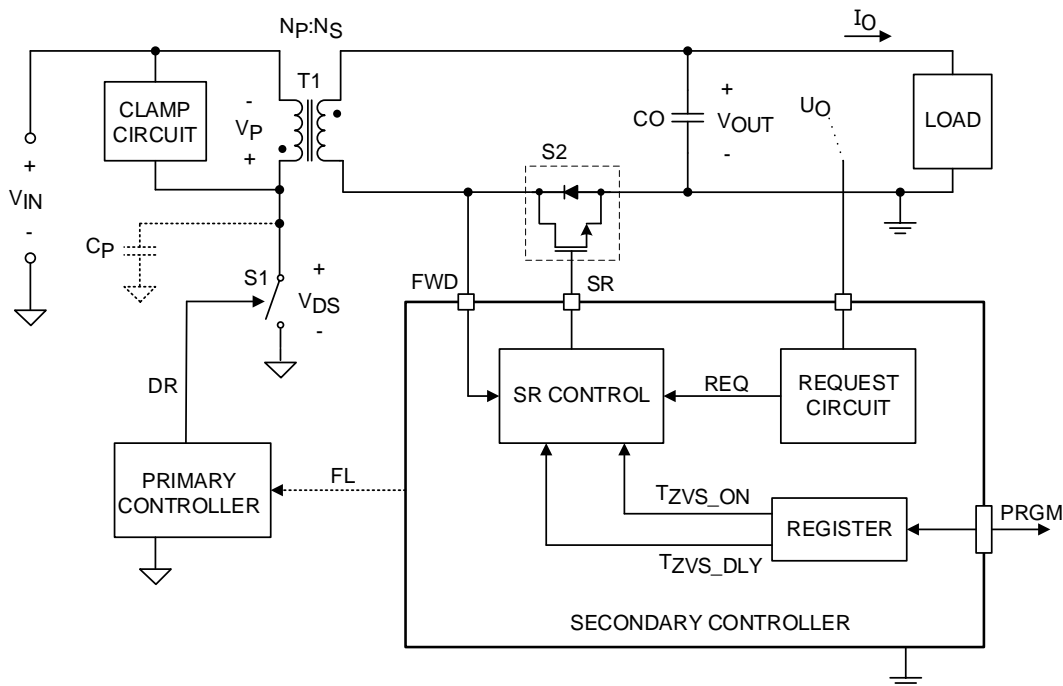 NP:NS
IO
T1
CLAMP
CIRCUIT
-
VP
+
CO
+
VOUT
-
UO
LOAD
S2
+
VIN
-
CP
S1
+
VDS
-
FWD
SR
DR
SR CONTROL
REQ
REQUEST
CIRCUIT
PRIMARY
CONTROLLER
FL
TZVS_ON
REGISTER
PRGM
TZVS_DLY
SECONDARY CONTROLLER